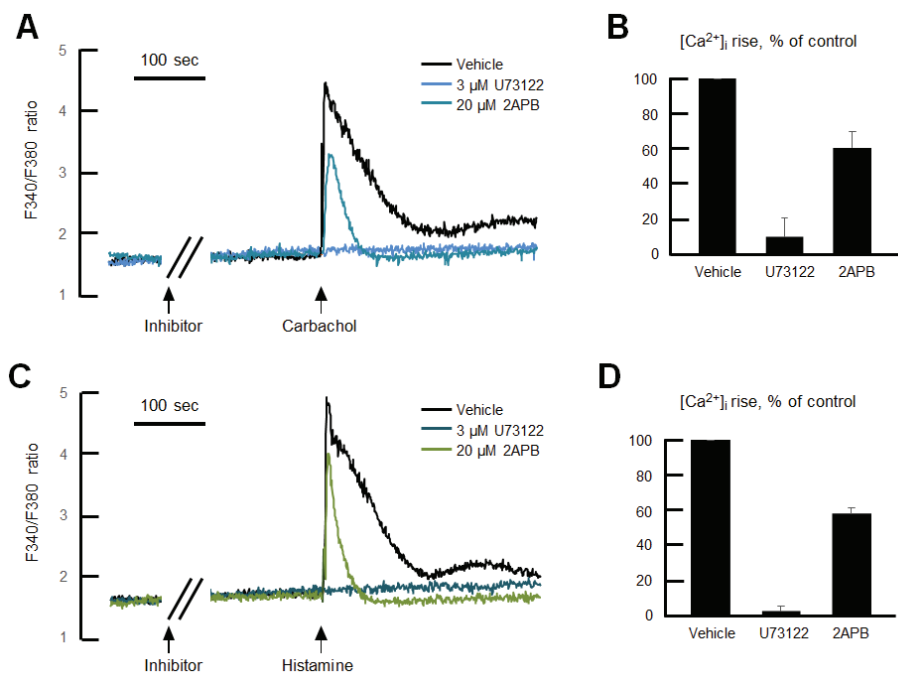 A
5
4
3
2
1
F340/F380 ratio
100 sec
Vehicle
3 µM U73122
20 µM 2APB
Inhibitor
Carbachol
B
[Ca²⁺]ᵢ rise, % of control
100
80
60
40
20
0
Vehicle
U73122
2APB
C
5
4
3
2
1
F340/F380 ratio
100 sec
Vehicle
3 µM U73122
20 µM 2APB
Inhibitor
Histamine
D
[Ca²⁺]ᵢ rise, % of control
100
80
60
40
20
0
Vehicle
U73122
2APB